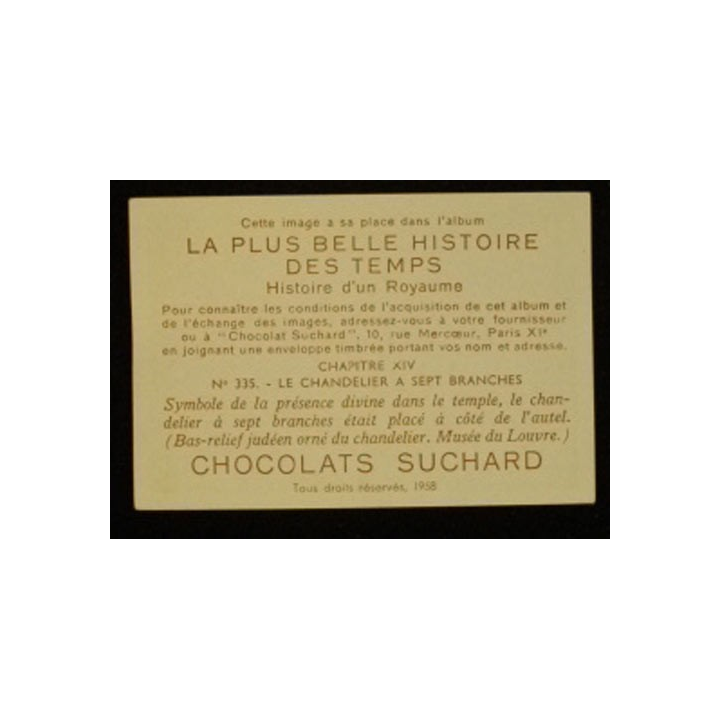 Cette image a sa place dans l'album
LA PLUS BELLE HISTOIRE
DES TEMPS
Histoire d'un Royaume
Pour connaître les conditions de l'acquisition de cet album et
de l'échange des images, adressez-vous à votre fournisseur
ou à "Chocolat Suchard", 10, rue Mercœur, Paris XIe
en joignant une enveloppe timbrée portant vos nom et adresse.
CHAPITRE XIV
No 335. - LE CHANDELIER A SEPT BRANCHES
Symbole de la présence divine dans le temple, le chan-
delier à sept branches était placé à côté de l'autel.
(Bas-relief judéen orné du chandelier. Musée du Louvre.)
CHOCOLATS SUCHARD
Tous droits réservés, 1958